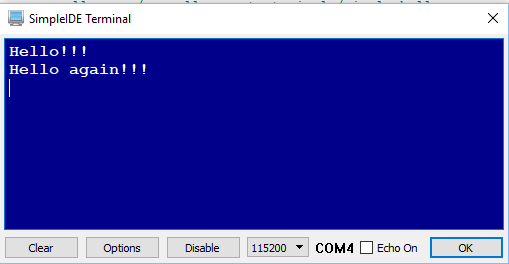 SimpleIDE Terminal
Hello!!!
Hello again!!!
Clear Options Disable 115200 COM4 Echo On OK